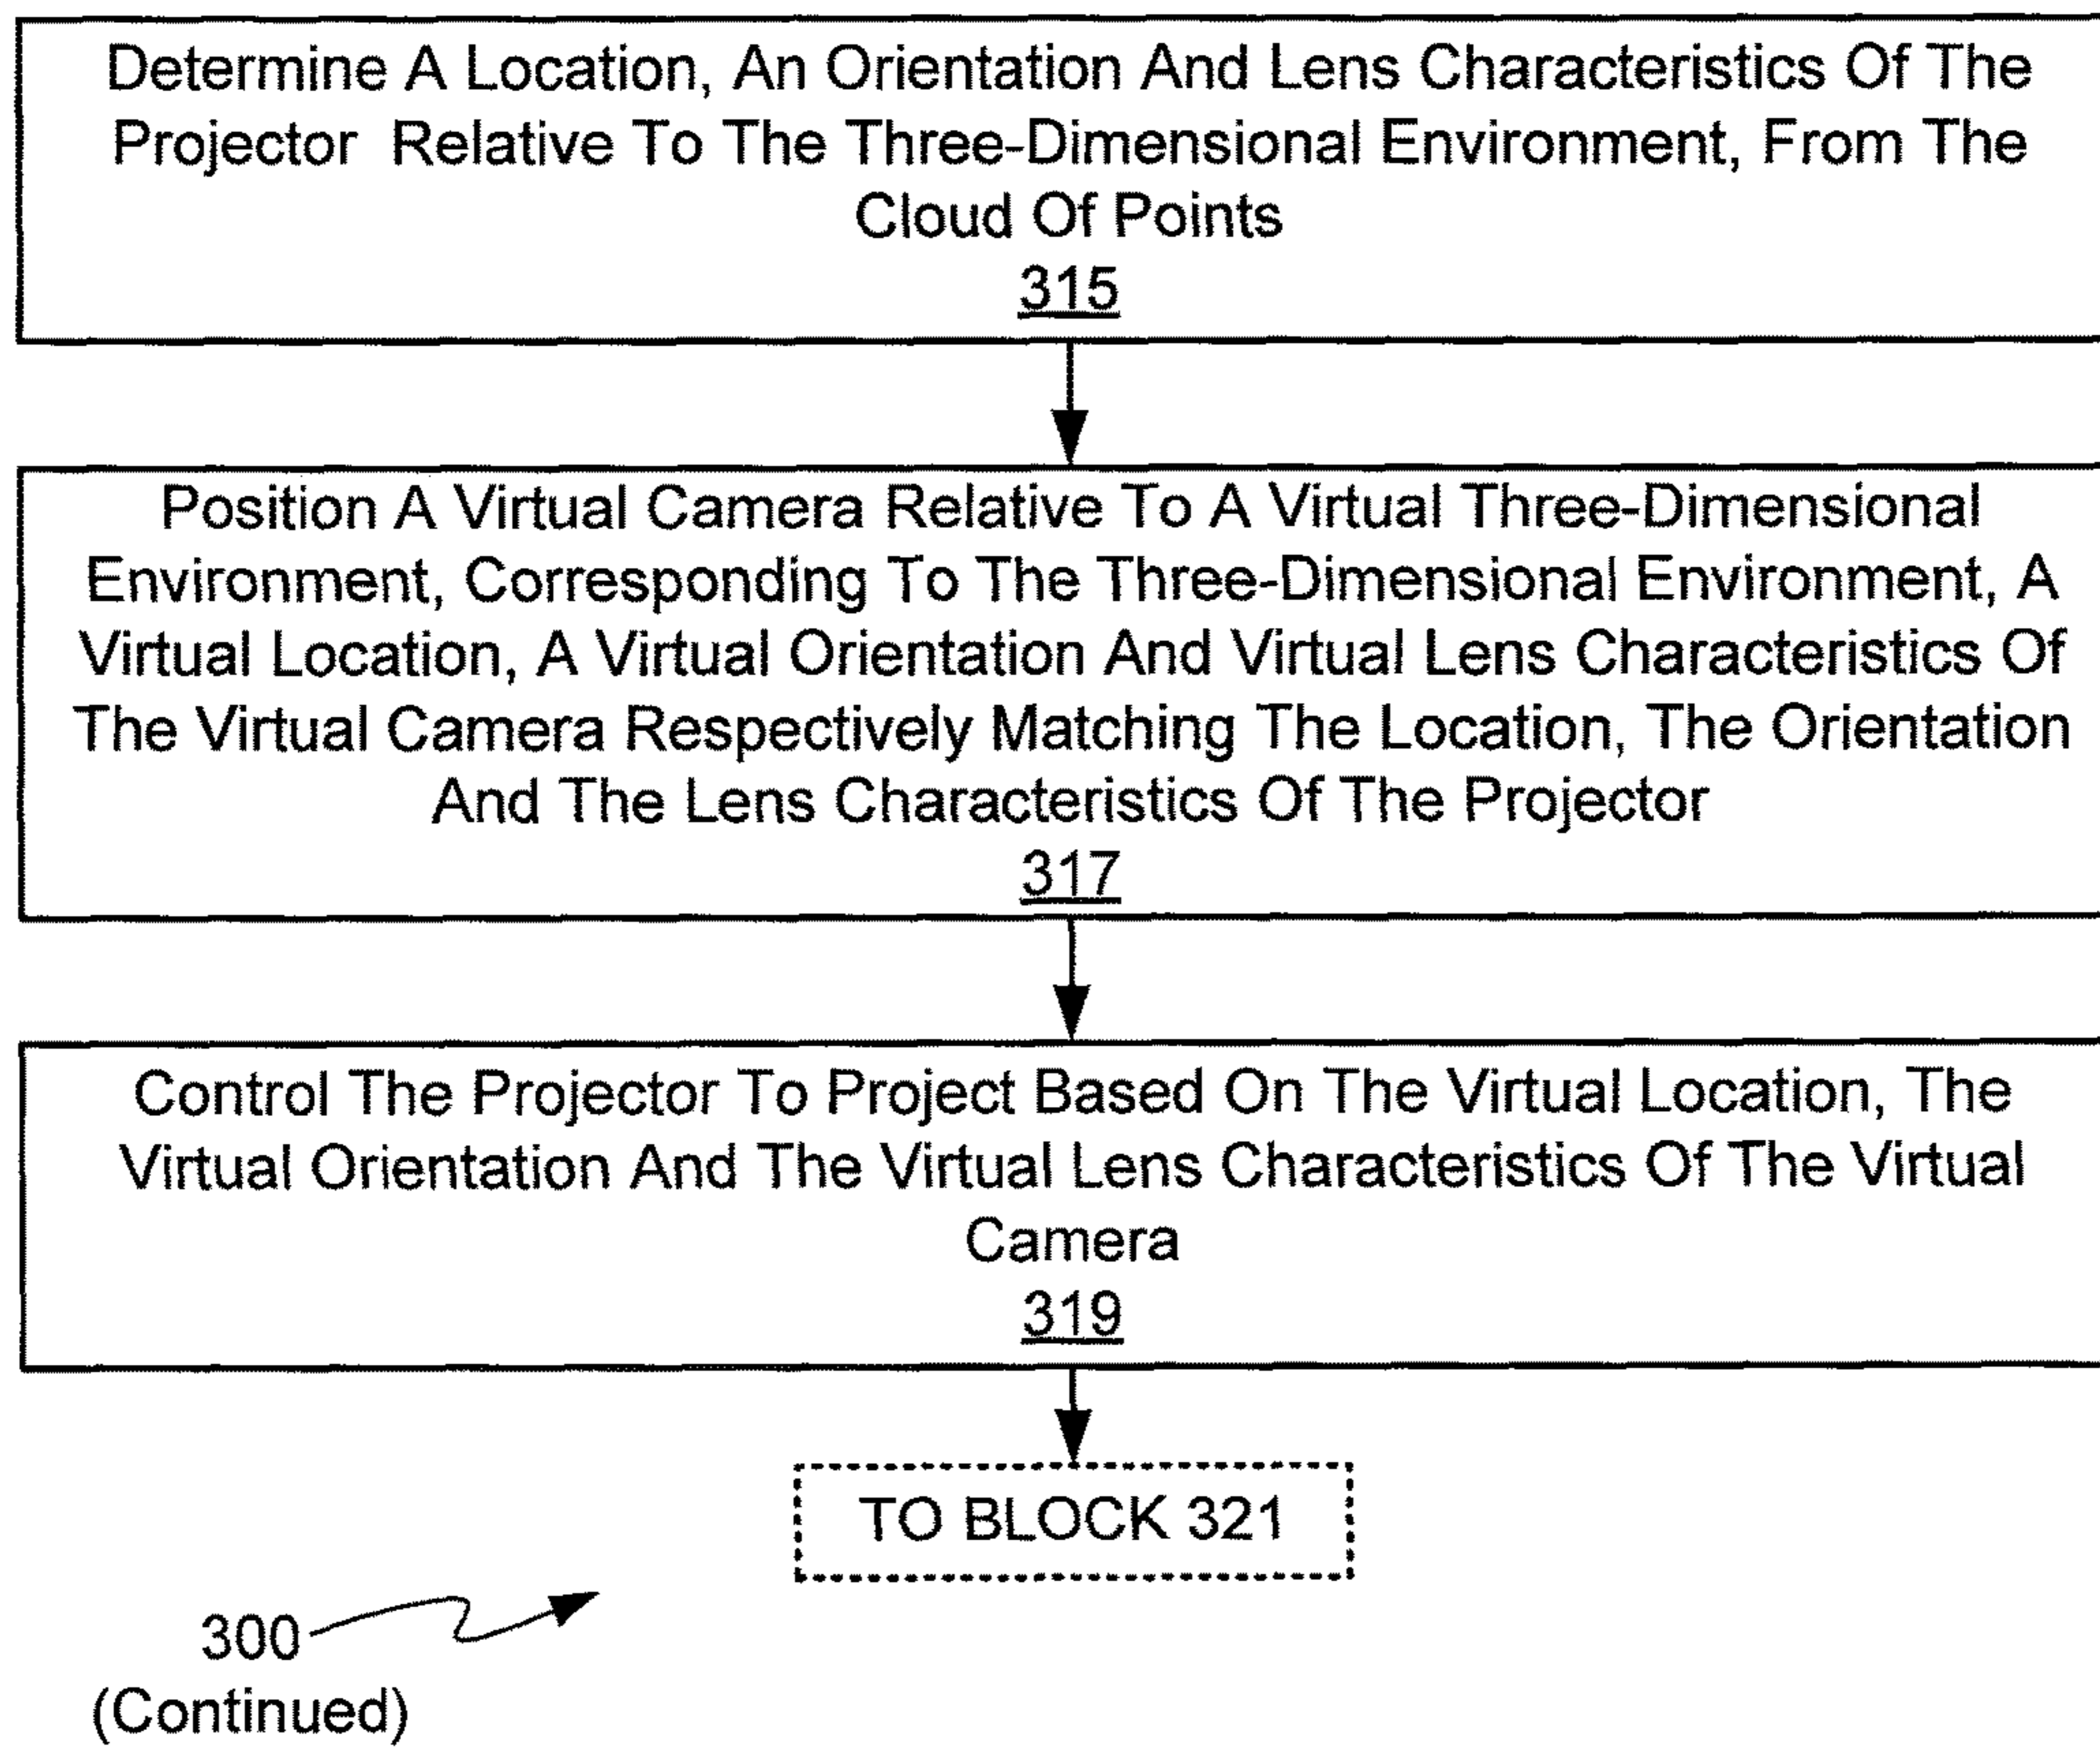 Determine A Location, An Orientation And Lens Characteristics Of The
Projector Relative To The Three-Dimensional Environment, From The
Cloud Of Points
315
Position A Virtual Camera Relative To A Virtual Three-Dimensional
Environment, Corresponding To The Three-Dimensional Environment, A
Virtual Location, A Virtual Orientation And Virtual Lens Characteristics Of
The Virtual Camera Respectively Matching The Location, The Orientation
And The Lens Characteristics Of The Projector
317
Control The Projector To Project Based On The Virtual Location, The
Virtual Orientation And The Virtual Lens Characteristics Of The Virtual
Camera
319
TO BLOCK 321
300
(Continued)